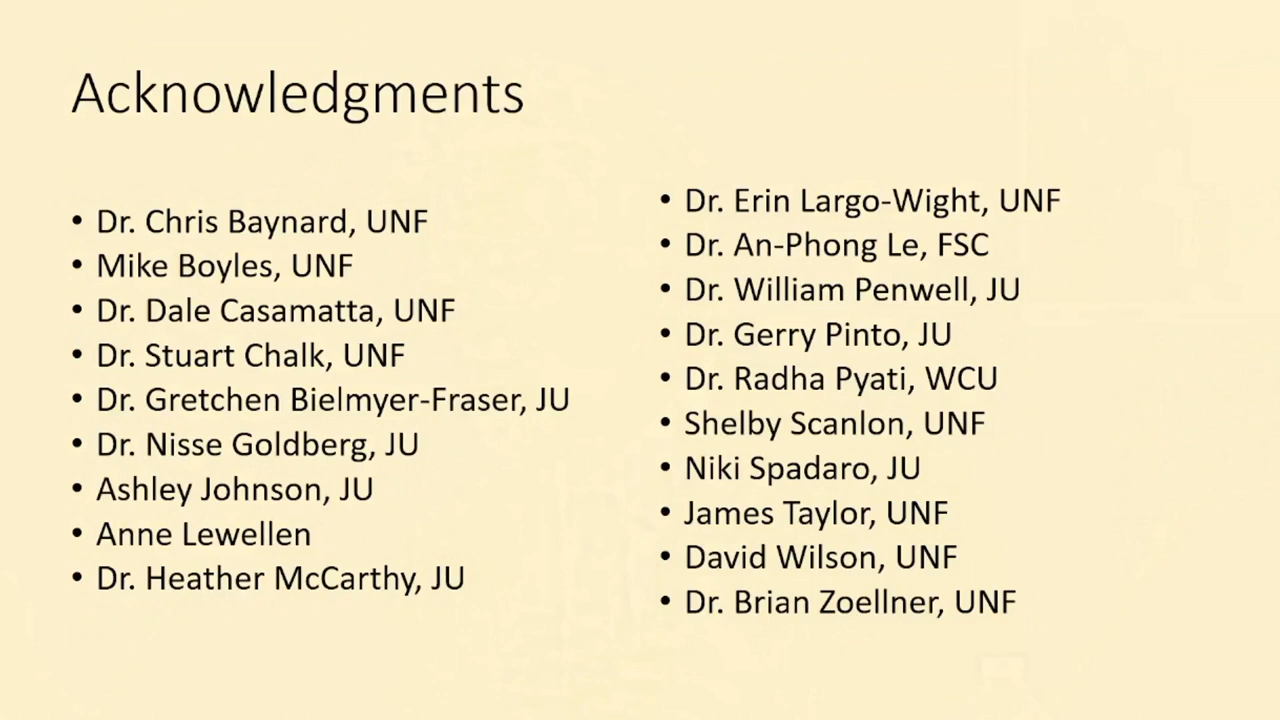 Acknowledgments
• Dr. Chris Baynard, UNF
• Mike Boyles, UNF
• Dr. Dale Casamatta, UNF
• Dr. Stuart Chalk, UNF
• Dr. Gretchen Bielmyer-Fraser, JU
• Dr. Nisse Goldberg, JU
• Ashley Johnson, JU
• Anne Lewellen
• Dr. Heather McCarthy, JU
• Dr. Erin Largo-Wight, UNF
• Dr. An-Phong Le, FSC
• Dr. William Penwell, JU
• Dr. Gerry Pinto, JU
• Dr. Radha Pyati, WCU
• Shelby Scanlon, UNF
• Niki Spadaro, JU
• James Taylor, UNF
• David Wilson, UNF
• Dr. Brian Zoellner, UNF